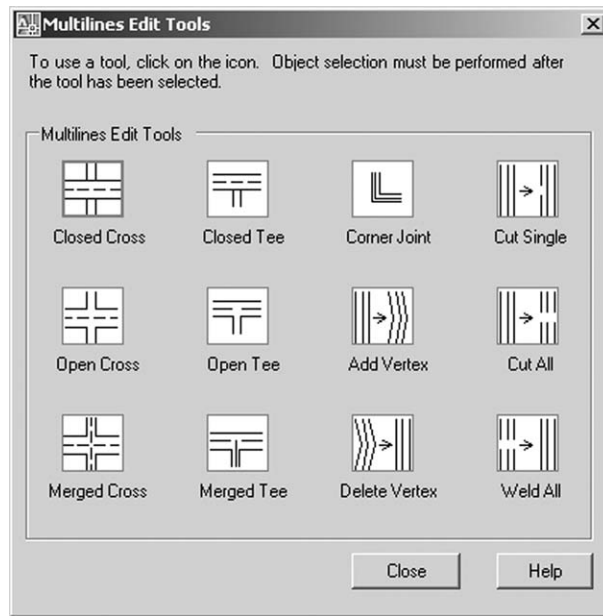 Multilines Edit Tools
To use a tool, click on the icon. Object selection must be performed after
the tool has been selected.
Multilines Edit Tools
Closed Cross Closed Tee Corner Joint Cut Single
Open Cross Open Tee Add Vertex Cut All
Merged Cross Merged Tee Delete Vertex Weld All
Close Help